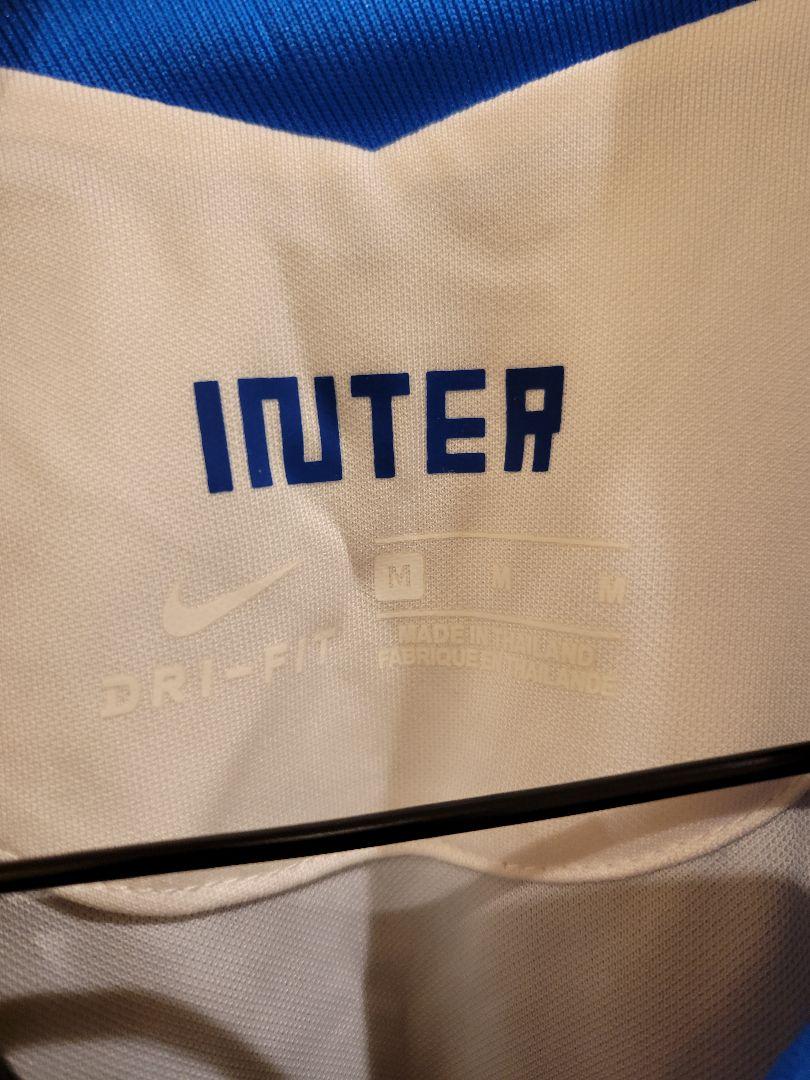 INTER
M M M
DRI-FIT
MADE IN THAILAND
FABRIQUE EN THAILANDE